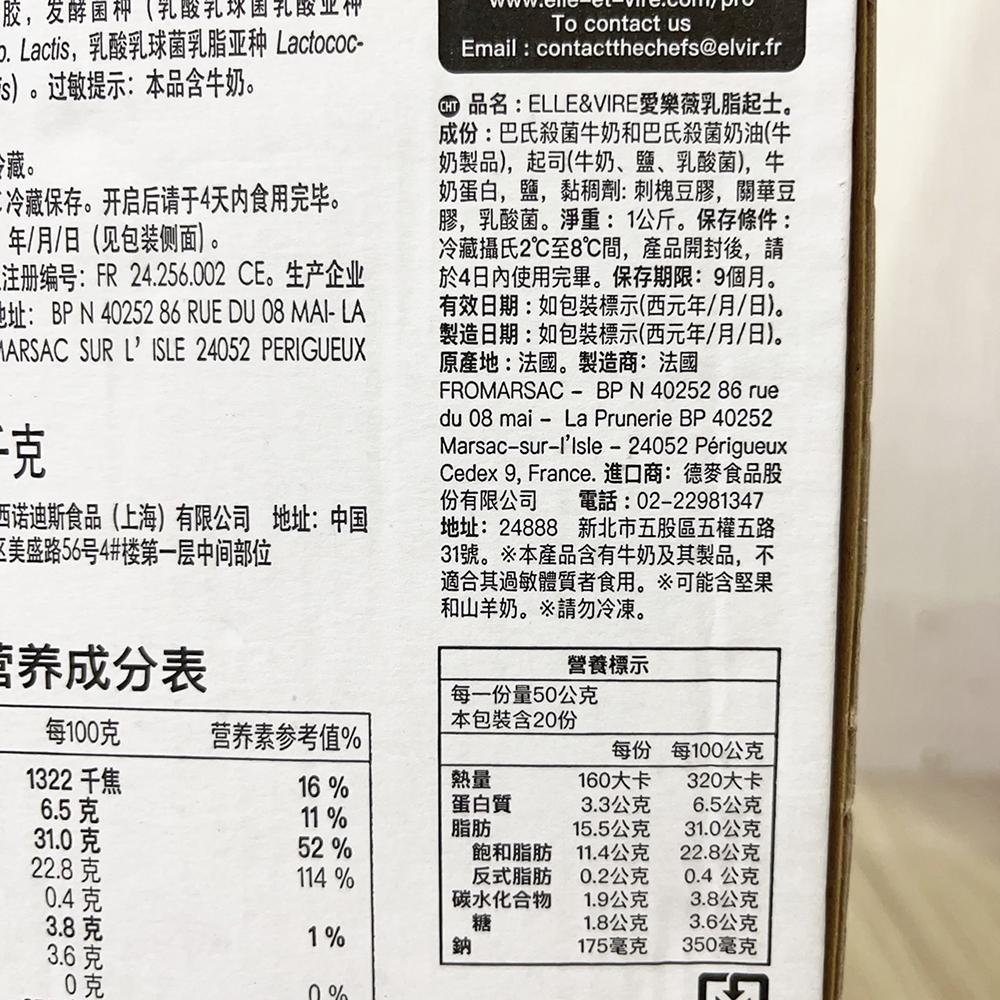 胶，发酵菌种（乳酸乳球菌乳酸亚种
p. Lactis，乳酸乳球菌乳脂亚种 Lactococ-
is）。过敏提示：本品含牛奶。
冷藏。
冷藏保存。开启后请于4天内食用完毕。
年/月/日（见包装侧面）。
注册编号：FR 24.256.002 CE。生产企业
地址： BP N 40252 86 RUE DU 08 MAI- LA
MARSAC SUR L’ ISLE 24052 PERIGUEUX
千克
西诺迪斯食品（上海）有限公司 地址：中国
区美盛路56号4#楼第一层中间部位
营养成分表
每100克 营养素参考值%
1322 千焦 16 %
6.5 克 11 %
31.0 克 52 %
22.8 克 114 %
0.4 克
3.8 克 1 %
3.6 克
0 克 0 %
www.elle-et-vire.com/pro
To contact us
Email : contactthechefs@elvir.fr
CHT 品名：ELLE&VIRE愛樂薇乳脂起士。
成份：巴氏殺菌牛奶和巴氏殺菌奶油(牛
奶製品)，起司(牛奶、鹽、乳酸菌)，牛
奶蛋白，鹽，黏稠劑: 刺槐豆膠，關華豆
膠，乳酸菌。淨重：1公斤。保存條件：
冷藏攝氏2℃至8℃間，產品開封後，請
於4日內使用完畢。保存期限：9個月。
有效日期：如包裝標示(西元年/月/日)。
製造日期：如包裝標示(西元年/月/日)。
原產地：法國。製造商：法國
FROMARSAC – BP N 40252 86 rue
du 08 mai – La Prunerie BP 40252
Marsac-sur-l’Isle – 24052 Périgueux
Cedex 9, France. 進口商：德麥食品股
份有限公司 電話：02-22981347
地址：24888 新北市五股區五權五路
31號。※本產品含有牛奶及其製品，不
適合其過敏體質者食用。※可能含堅果
和山羊奶。※請勿冷凍。
營養標示
每一份量50公克
本包裝含20份
每份 每100公克
熱量 160大卡 320大卡
蛋白質 3.3公克 6.5公克
脂肪 15.5公克 31.0公克
飽和脂肪 11.4公克 22.8公克
反式脂肪 0.2公克 0.4 公克
碳水化合物 1.9公克 3.8公克
糖 1.8公克 3.6公克
鈉 175毫克 350毫克